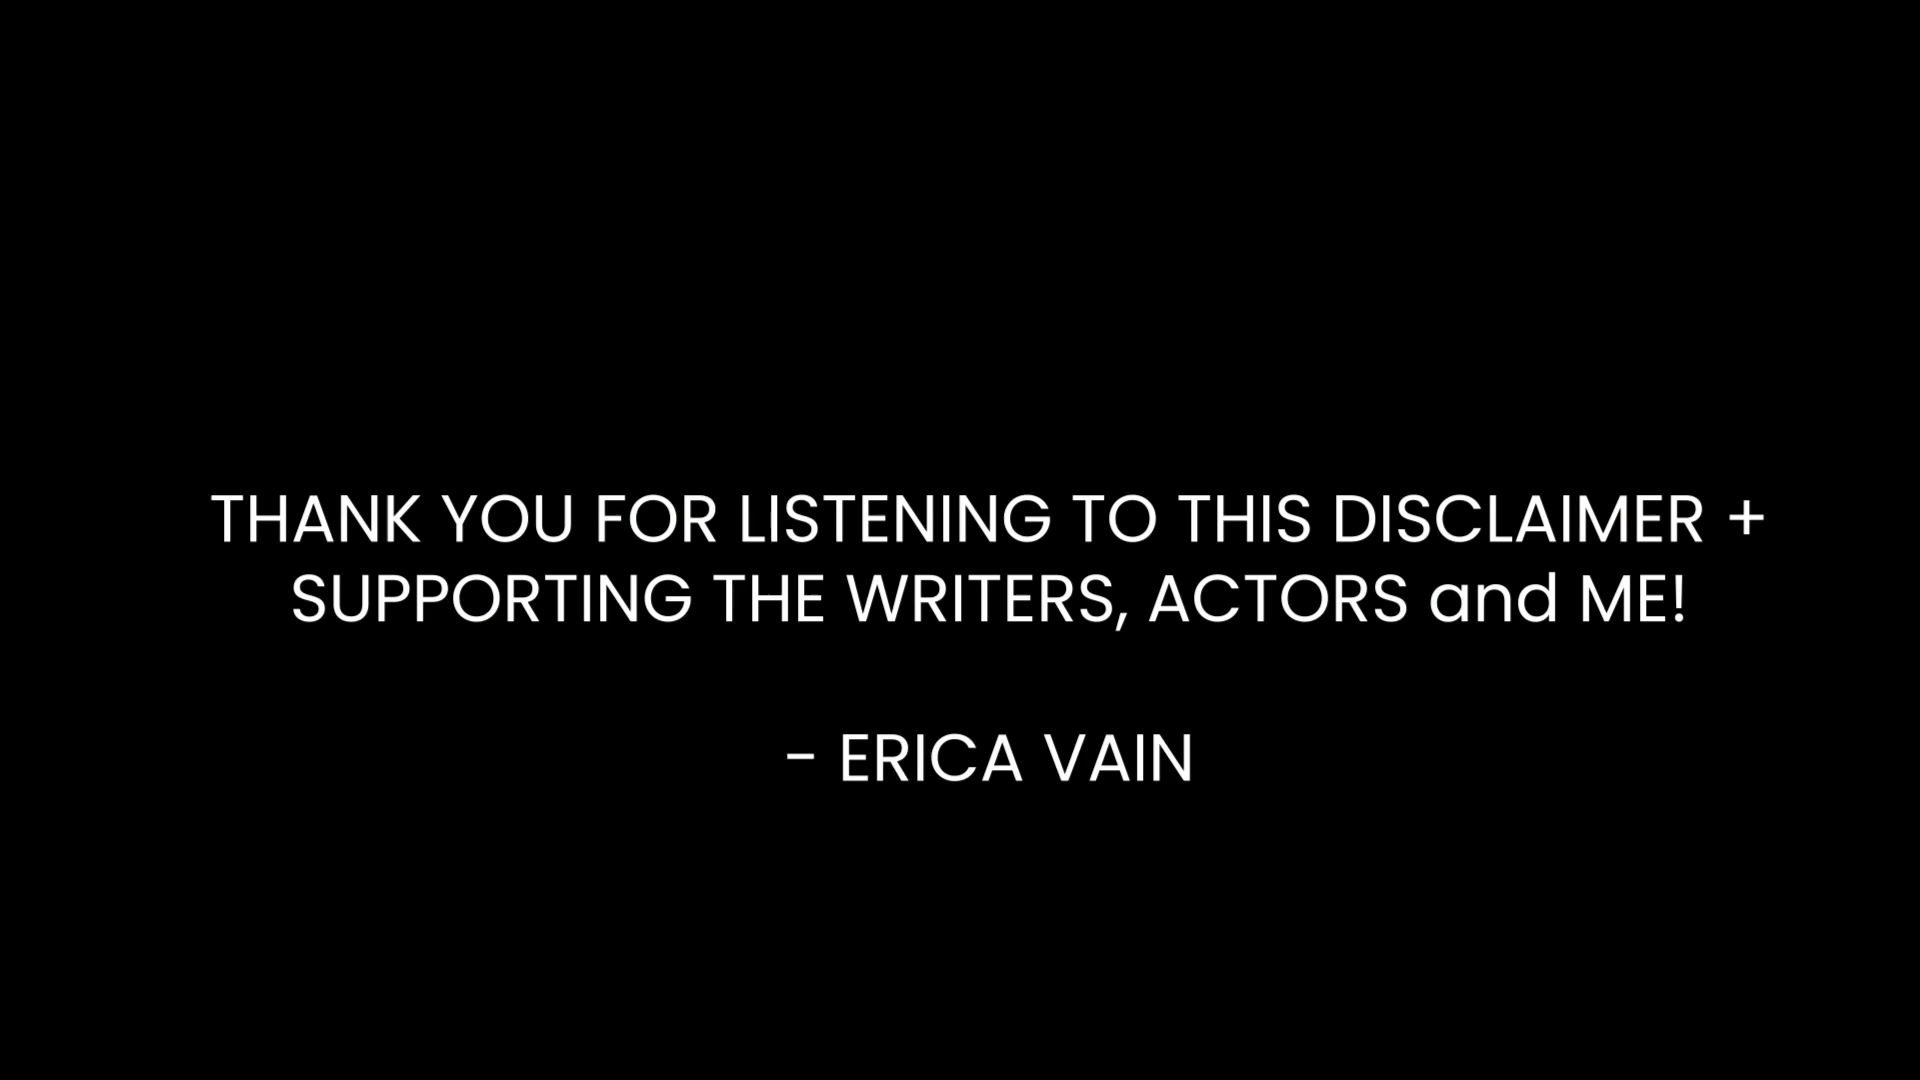 THANK YOU FOR LISTENING TO THIS DISCLAIMER +
SUPPORTING THE WRITERS, ACTORS and ME!
- ERICA VAIN